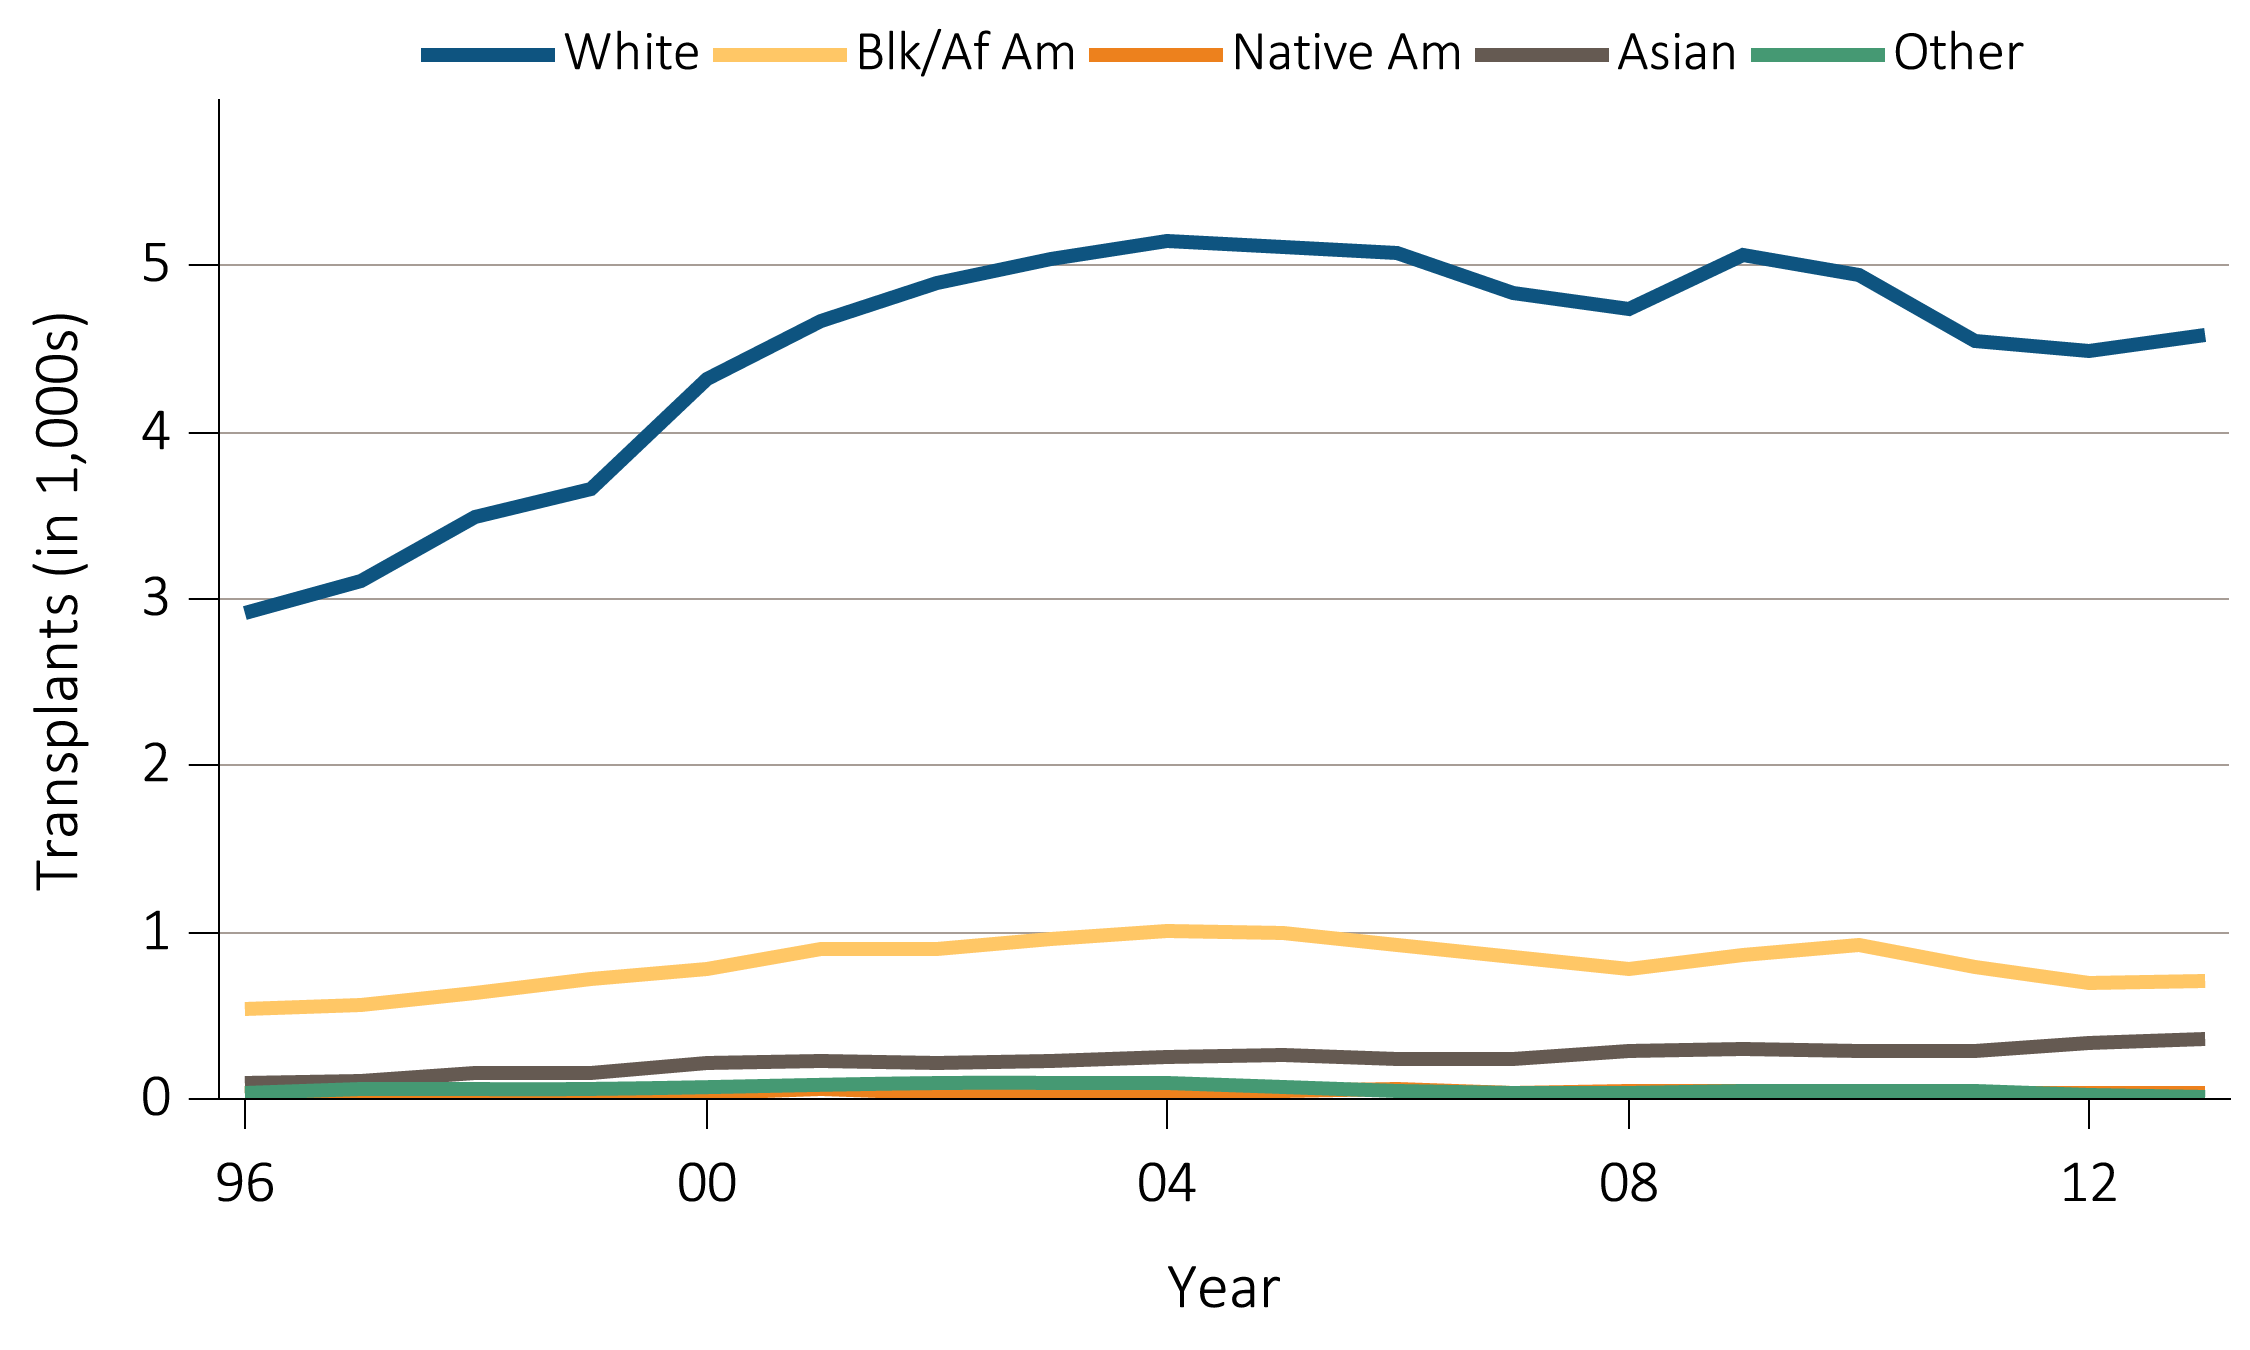 White Blk/Af Am Native Am Asian Other
Transplants (in 1,000s)
5
4
3
2
1
0
96 00 04 08 12
Year